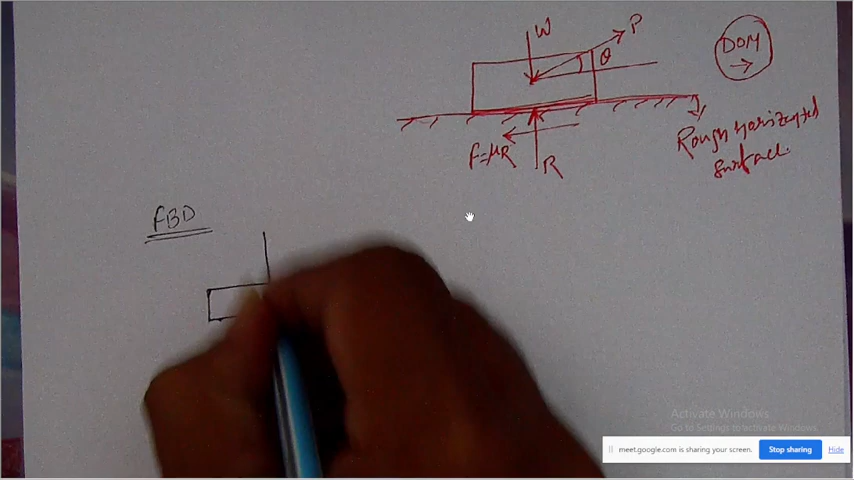 W
P
θ
DOM
→
F=μR
R
Rough horizontal
surface.
FBD
Activate Windows
Go to Settings to activate Windows.
meet.google.com is sharing your screen.
Stop sharing
Hide